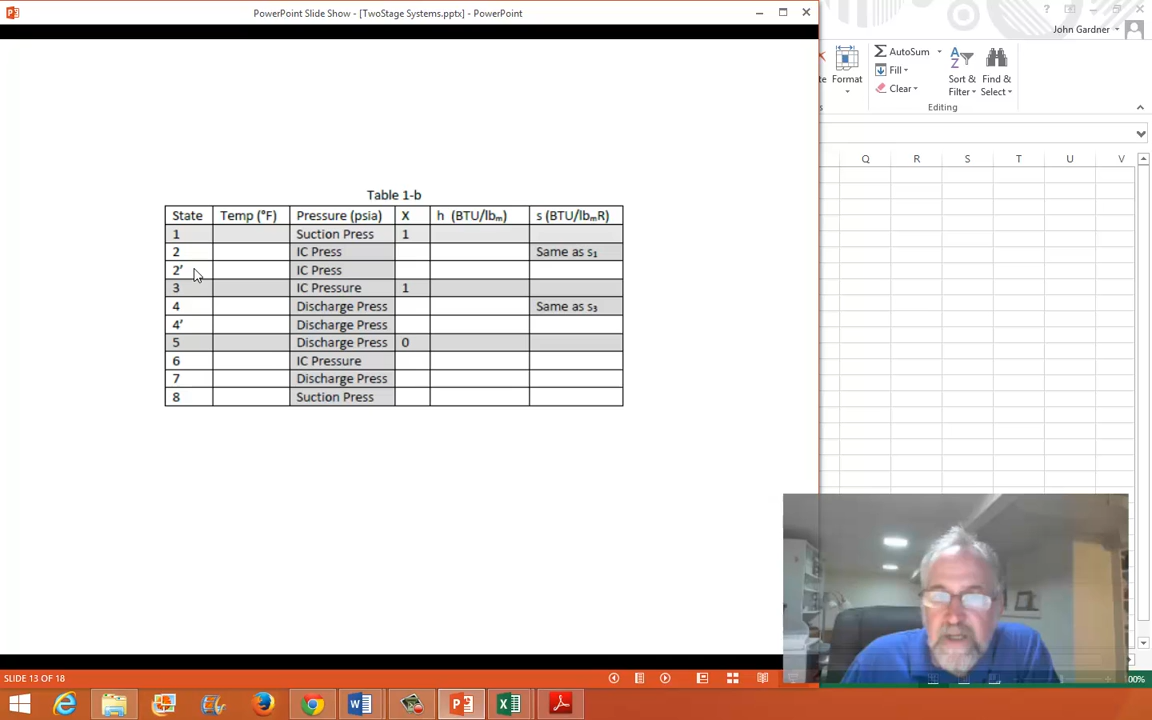 PowerPoint Slide Show - [TwoStage Systems.pptx] - PowerPoint
John Gardner
AutoSum
Fill
Clear
Format
Sort & Filter
Find & Select
Editing
Q R S T U V
Table 1-b
State Temp (°F) Pressure (psia) X h (BTU/lbₘ) s (BTU/lbₘR)
1 Suction Press 1
2 IC Press Same as s₁
2' IC Press
3 IC Pressure 1
4 Discharge Press Same as s₃
4' Discharge Press
5 Discharge Press 0
6 IC Pressure
7 Discharge Press
8 Suction Press
SLIDE 13 OF 18
100%